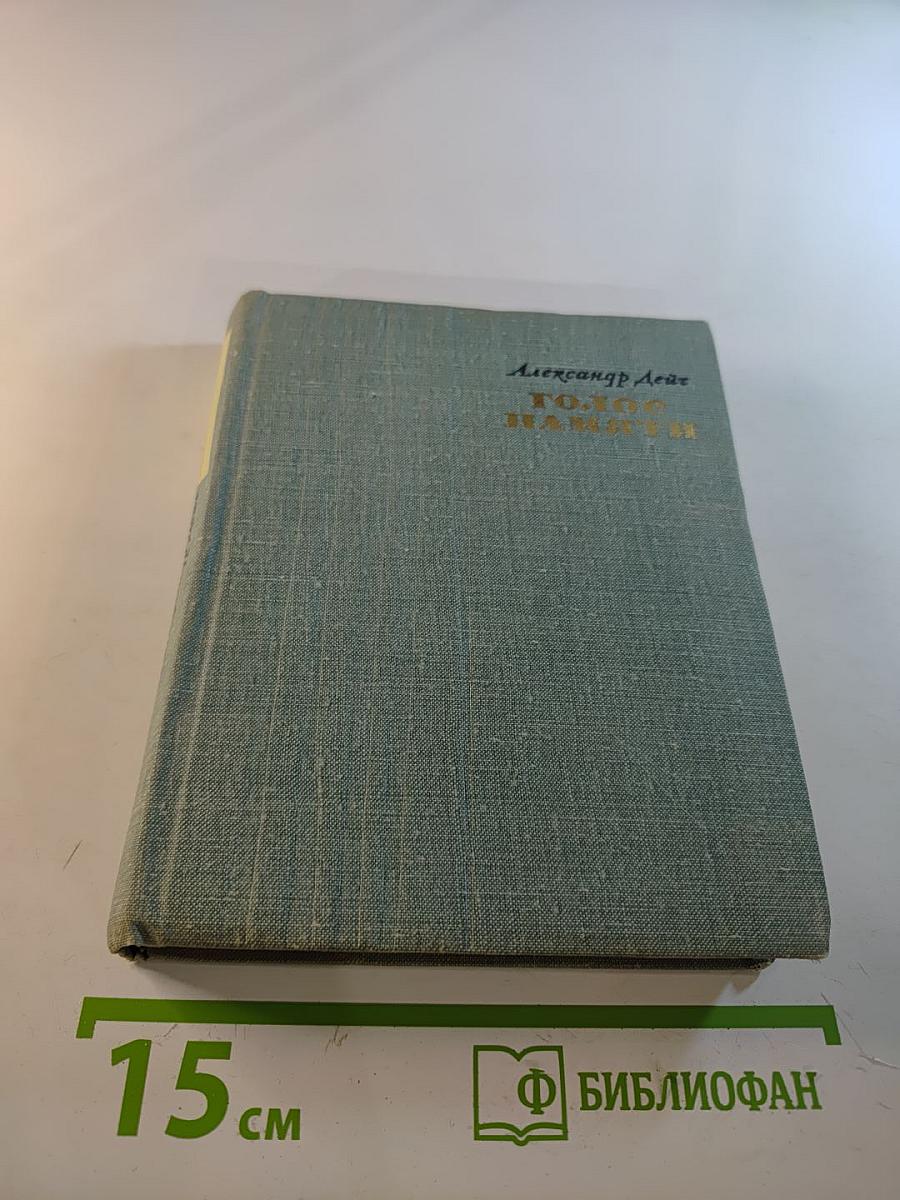 Александр Дейч
ГОЛОС
ПАМЯТИ
15 см
Ф БИБЛИОФАН